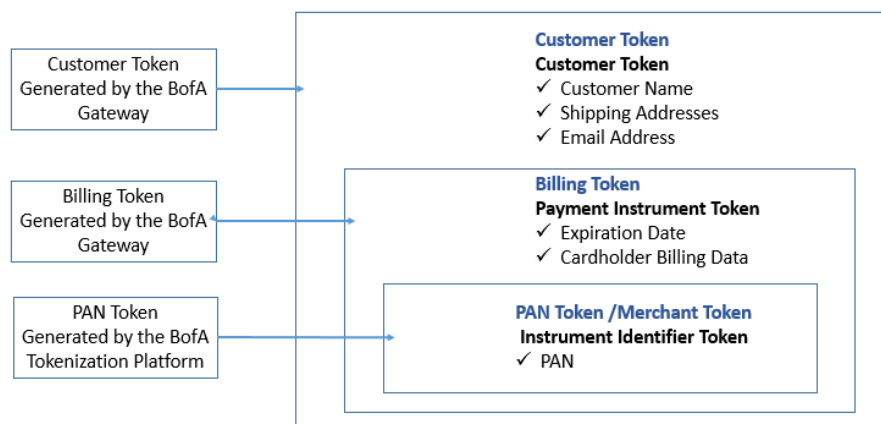 Customer Token
Generated by the BofA
Gateway
Customer Token
Customer Token
✓ Customer Name
✓ Shipping Addresses
✓ Email Address
Billing Token
Generated by the BofA
Gateway
Billing Token
Payment Instrument Token
✓ Expiration Date
✓ Cardholder Billing Data
PAN Token
Generated by the BofA
Tokenization Platform
PAN Token /Merchant Token
Instrument Identifier Token
✓ PAN